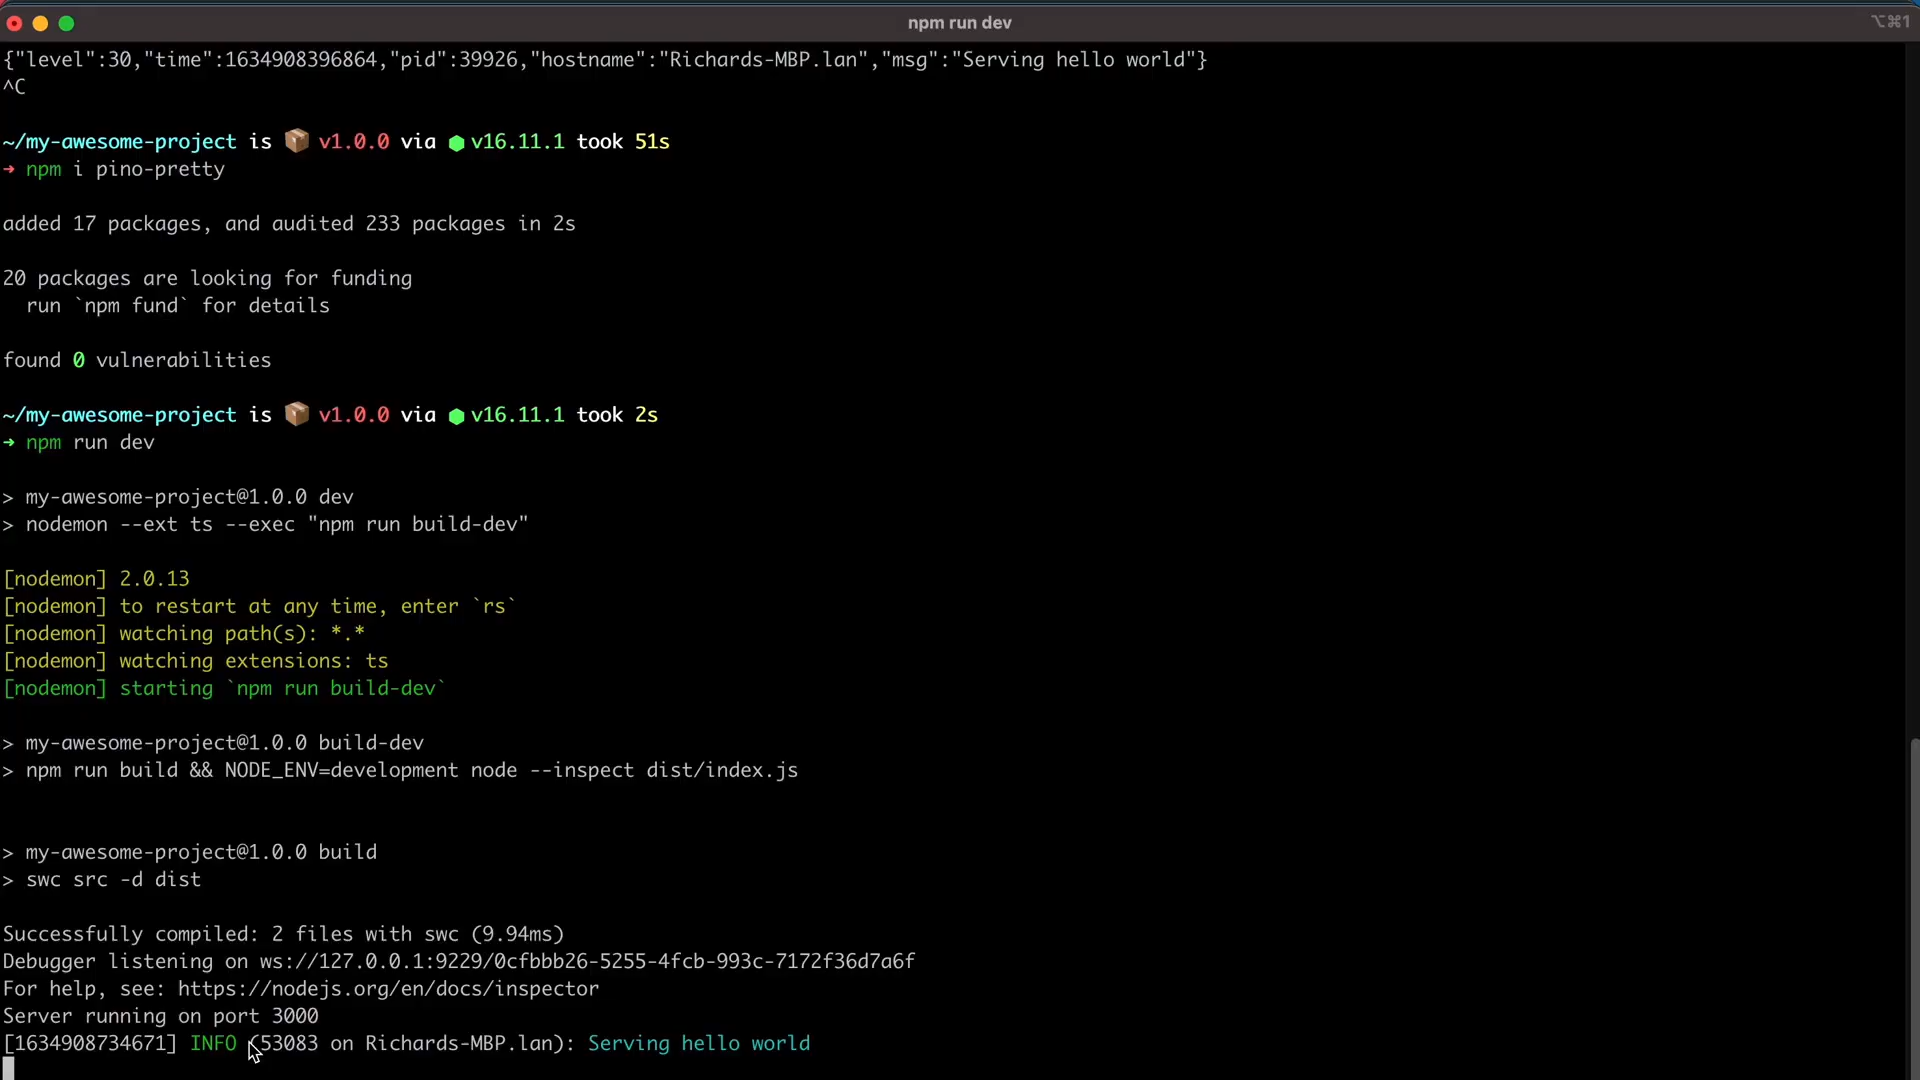 npm run dev
⌥⌘1
{"level":30,"time":1634908396864,"pid":39926,"hostname":"Richards-MBP.lan","msg":"Serving hello world"}
^C
~/my-awesome-project is 📦 v1.0.0 via ⬢ v16.11.1 took 51s
➜ npm i pino-pretty
added 17 packages, and audited 233 packages in 2s
20 packages are looking for funding
run `npm fund` for details
found 0 vulnerabilities
~/my-awesome-project is 📦 v1.0.0 via ⬢ v16.11.1 took 2s
➜ npm run dev
> my-awesome-project@1.0.0 dev
> nodemon --ext ts --exec "npm run build-dev"
[nodemon] 2.0.13
[nodemon] to restart at any time, enter `rs`
[nodemon] watching path(s): *.*
[nodemon] watching extensions: ts
[nodemon] starting `npm run build-dev`
> my-awesome-project@1.0.0 build-dev
> npm run build && NODE_ENV=development node --inspect dist/index.js
> my-awesome-project@1.0.0 build
> swc src -d dist
Successfully compiled: 2 files with swc (9.94ms)
Debugger listening on ws://127.0.0.1:9229/0cfbbb26-5255-4fcb-993c-7172f36d7a6f
For help, see: https://nodejs.org/en/docs/inspector
Server running on port 3000
[1634908734671] INFO (53083 on Richards-MBP.lan): Serving hello world